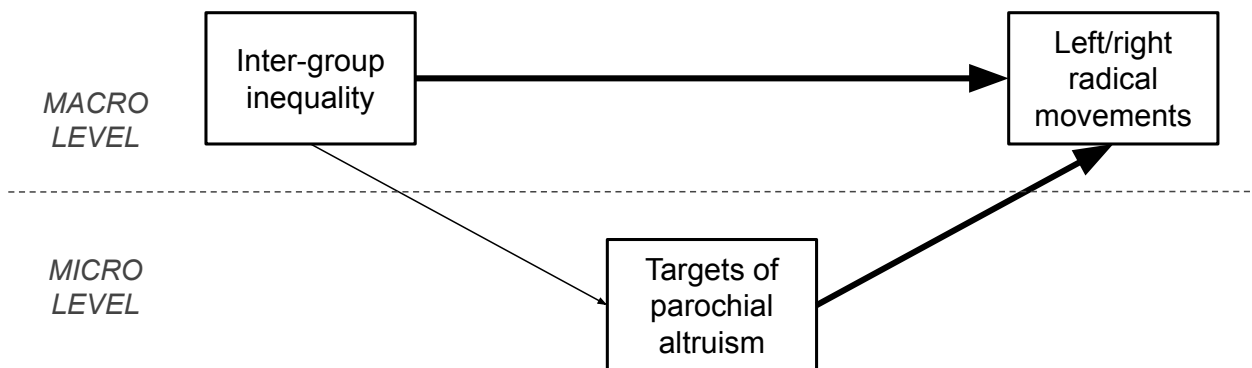 MACRO
LEVEL
Inter-group
inequality
Left/right
radical
movements
MICRO
LEVEL
Targets of
parochial
altruism